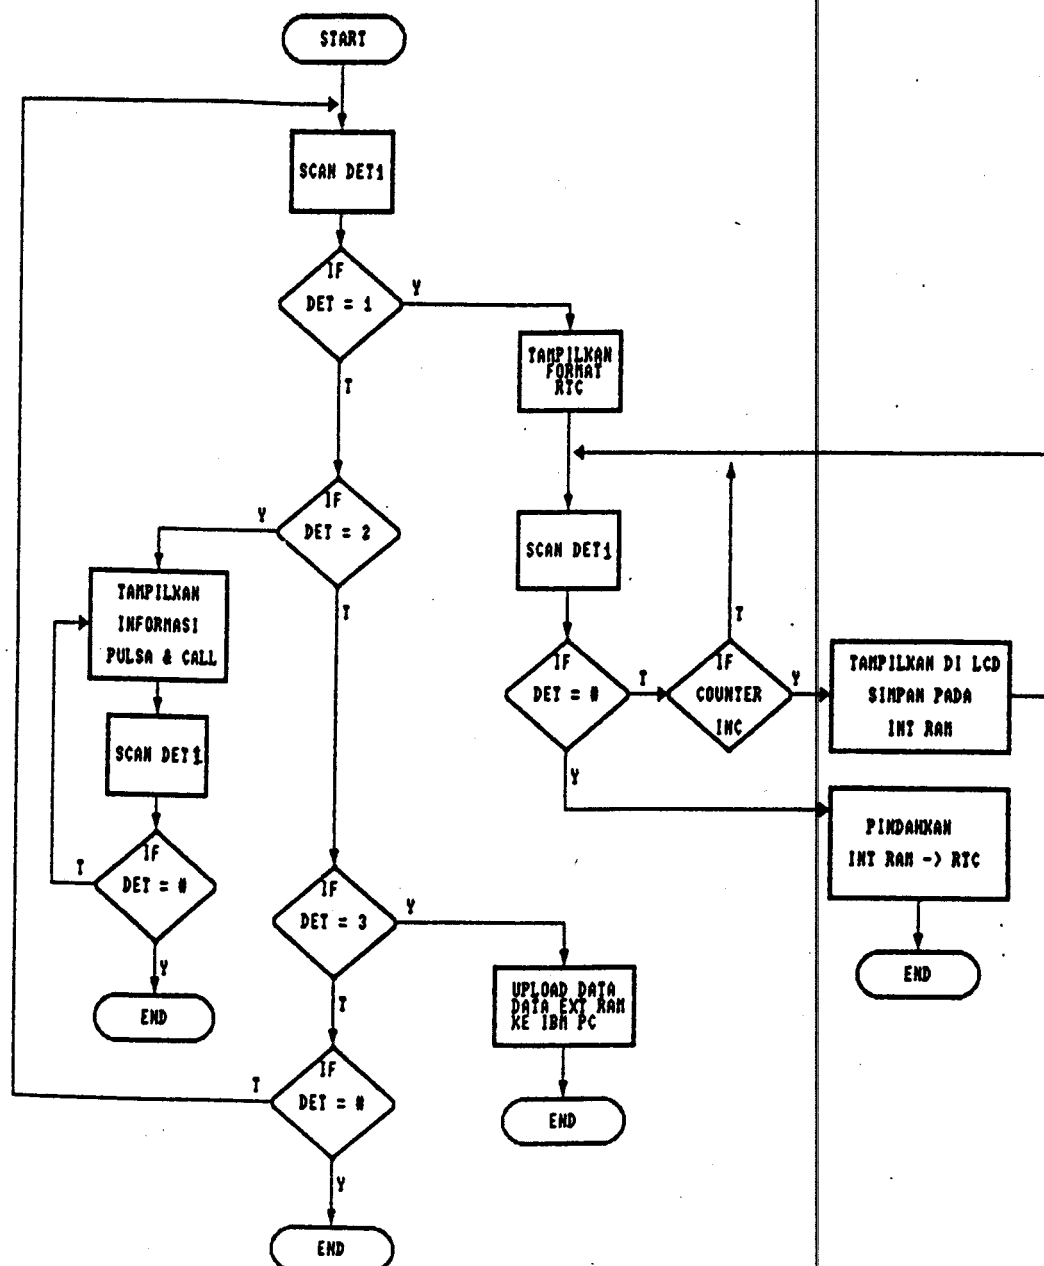 START
SCAN DET1
IF
DET = 1
Y
T
TAMPILKAN
FORMAT
RTC
IF
DET = 2
Y
T
SCAN DET1
TAMPILKAN
INFORMASI
PULSA & CALL
IF
DET = #
T
Y
IF
COUNTER
INC
T
Y
TAMPILKAN DI LCD
SIMPAN PADA
INT RAM
SCAN DET1
PINDAHKAN
INT RAM -> RTC
IF
DET = #
T
Y
END
IF
DET = 3
Y
T
END
UPLOAD DATA
DATA EXT RAM
KE IBM PC
END
IF
DET = #
T
Y
END
END